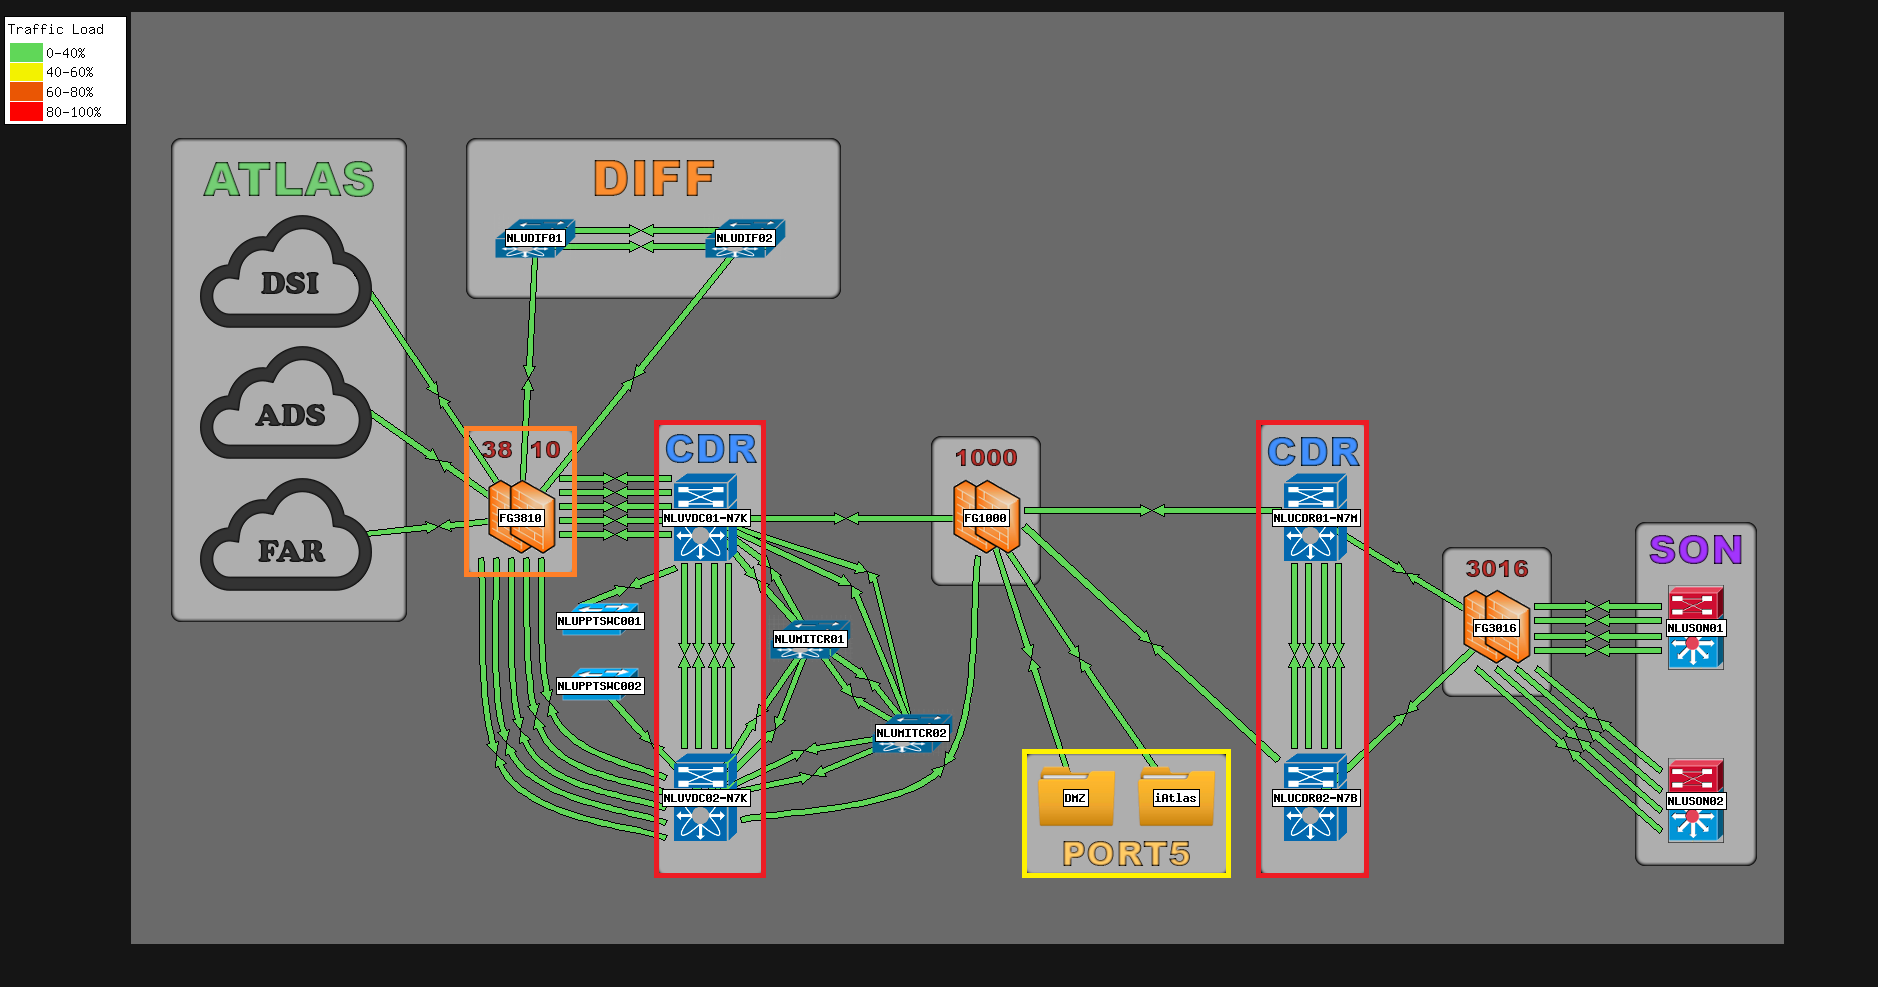 Traffic Load
0-40%
40-60%
60-80%
80-100%
ATLAS
DSI
ADS
FAR
DIFF
NLUDIF01
NLUDIF02
38 10
FG3810
CDR
NLUVDC01-N7K
NLUPPTSWC001
NLUPPTSWC002
NLUVDC02-N7K
NLUMITCR01
NLUMITCR02
1000
FG1000
DMZ
iAtlas
PORT5
CDR
NLUCDR01-N7M
NLUCDR02-N7B
3016
FG3016
SON
NLUSON01
NLUSON02